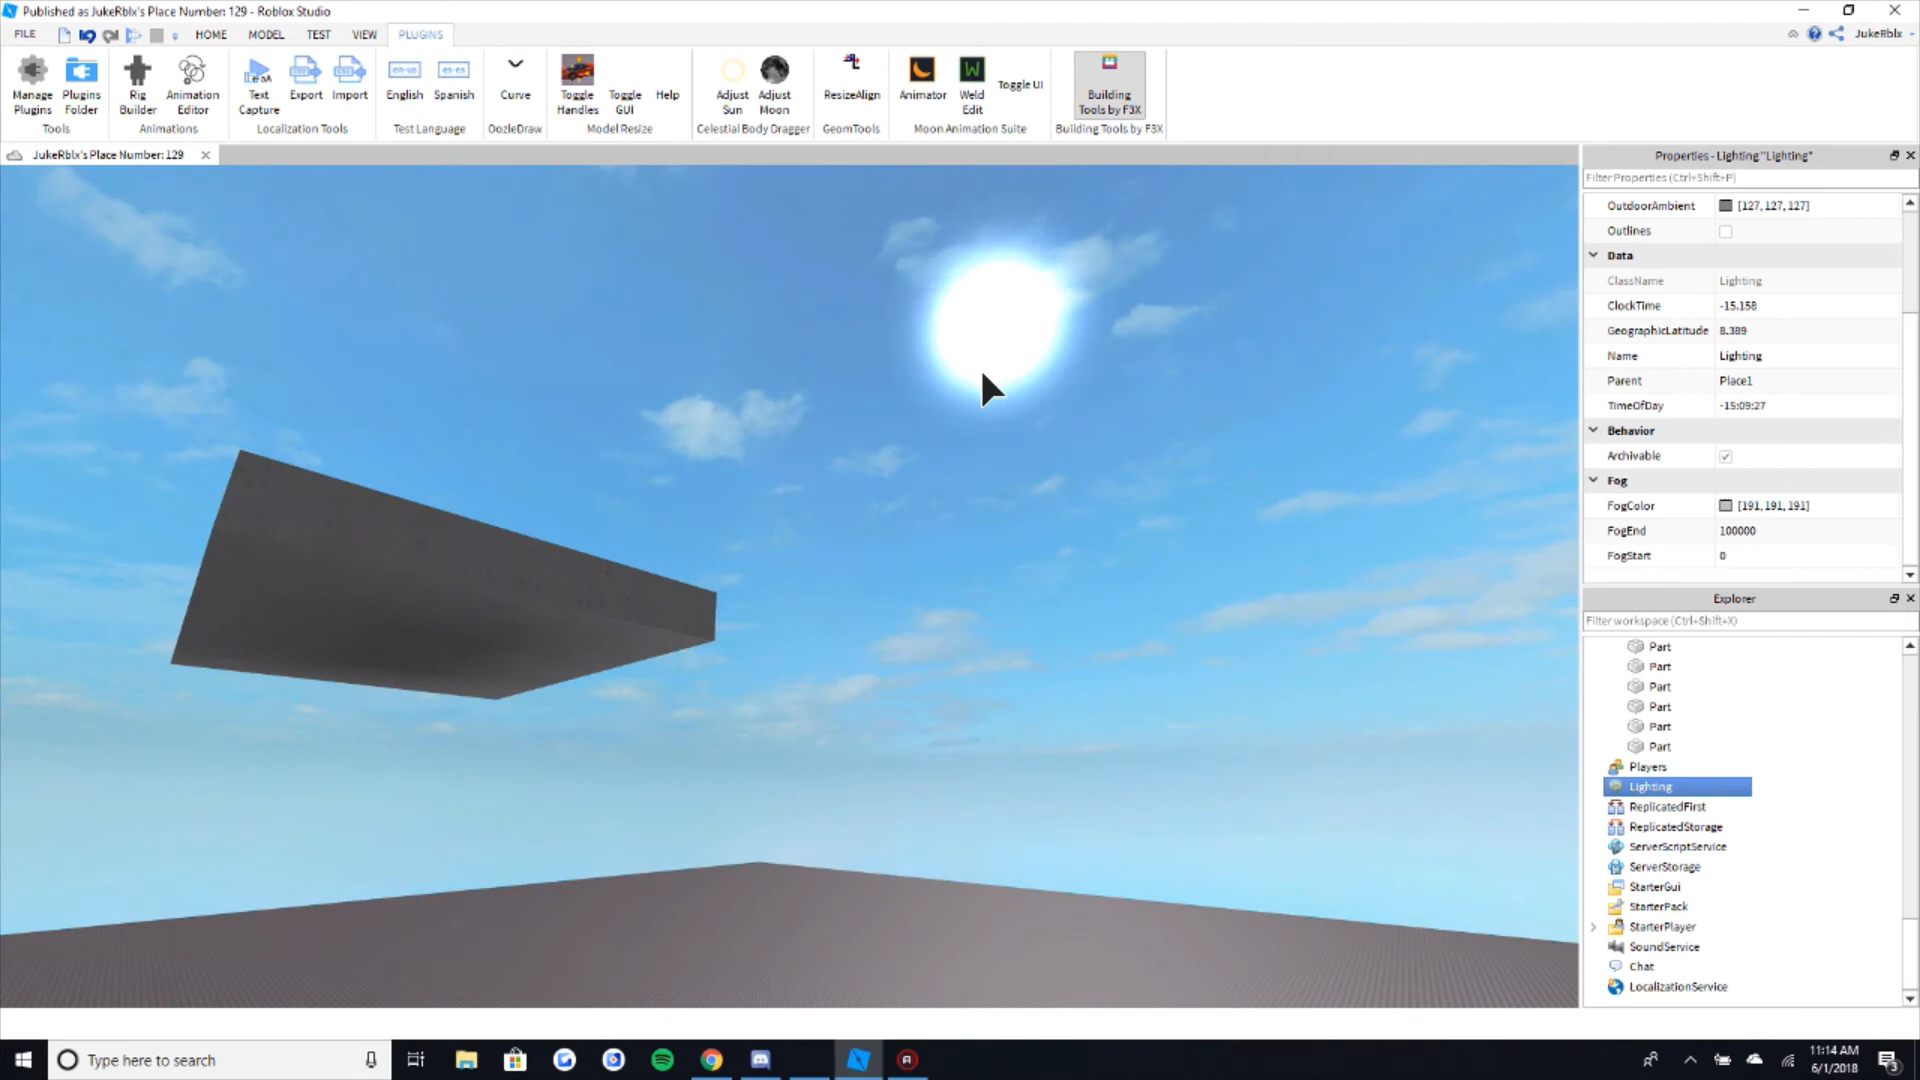 Published as JukeRblx's Place Number: 129 - Roblox Studio
FILE HOME MODEL TEST VIEW PLUGINS JukeRblx
Manage Plugins
Plugins Folder
Tools
Rig Builder
Animation Editor
Animations
Text Capture
Export
Import
Localization Tools
en-us
English
es-es
Spanish
Test Language
Curve
OozleDraw
Toggle Handles
Toggle GUI
Help
Model Resize
Adjust Sun
Adjust Moon
Celestial Body Dragger
ResizeAlign
GeomTools
Animator
W
Weld Edit
Toggle UI
Moon Animation Suite
Building Tools by F3X
Building Tools by F3X
JukeRblx's Place Number: 129
Properties - Lighting "Lighting"
Filter Properties (Ctrl+Shift+P)
OutdoorAmbient [127, 127, 127]
Outlines
Data
ClassName Lighting
ClockTime -15.158
GeographicLatitude 8.389
Name Lighting
Parent Place1
TimeOfDay -15:09:27
Behavior
Archivable
Fog
FogColor [191, 191, 191]
FogEnd 100000
FogStart 0
Explorer
Filter workspace (Ctrl+Shift+X)
Part
Part
Part
Part
Part
Part
Players
Lighting
ReplicatedFirst
ReplicatedStorage
ServerScriptService
ServerStorage
StarterGui
StarterPack
StarterPlayer
SoundService
Chat
LocalizationService
Type here to search
11:14 AM
6/1/2018
3